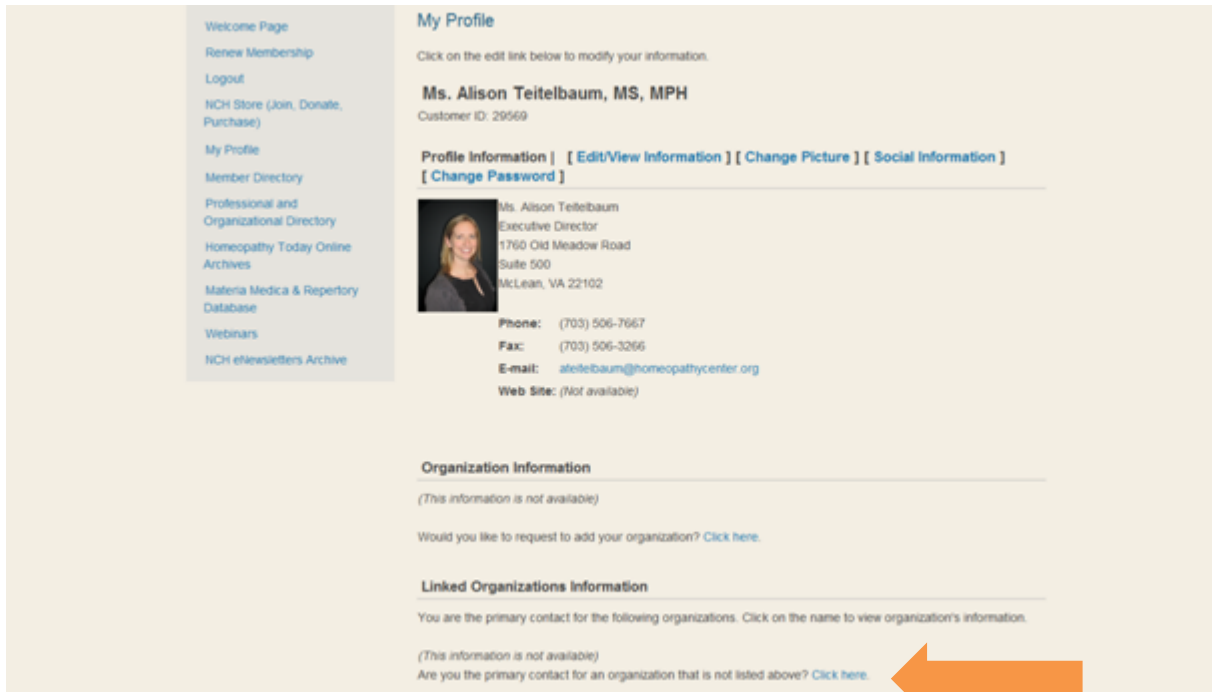 Welcome Page
Renew Membership
Logout
NCH Store (Join, Donate,
Purchase)
My Profile
Member Directory
Professional and
Organizational Directory
Homeopathy Today Online
Archives
Materia Medica & Repertory
Database
Webinars
NCH eNewsletters Archive
My Profile
Click on the edit link below to modify your information.
Ms. Alison Teitelbaum, MS, MPH
Customer ID: 29569
Profile Information | [ Edit/View Information ] [ Change Picture ] [ Social Information ]
[ Change Password ]
Ms. Alison Teitelbaum
Executive Director
1760 Old Meadow Road
Suite 500
McLean, VA 22102
Phone: (703) 506-7667
Fax: (703) 506-3266
E-mail: ateitelbaum@homeopathycenter.org
Web Site: (Not available)
Organization Information
(This information is not available)
Would you like to request to add your organization? Click here.
Linked Organizations Information
You are the primary contact for the following organizations. Click on the name to view organization's information.
(This information is not available)
Are you the primary contact for an organization that is not listed above? Click here.